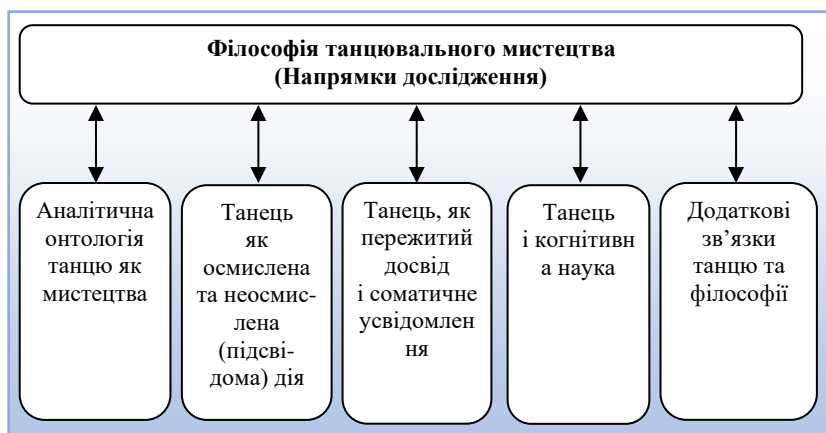 Філософія танцювального мистецтва
(Напрямки дослідження)
Аналітична
онтологія
танцю як
мистецтва
Танець
як
осмислена
та неосмис-
лена
(підсві-
дома) дія
Танець, як
пережитий
досвід
і соматичне
усвідомлен
ня
Танець
і когнітивн
а наука
Додаткові
зв’язки
танцю та
філософії